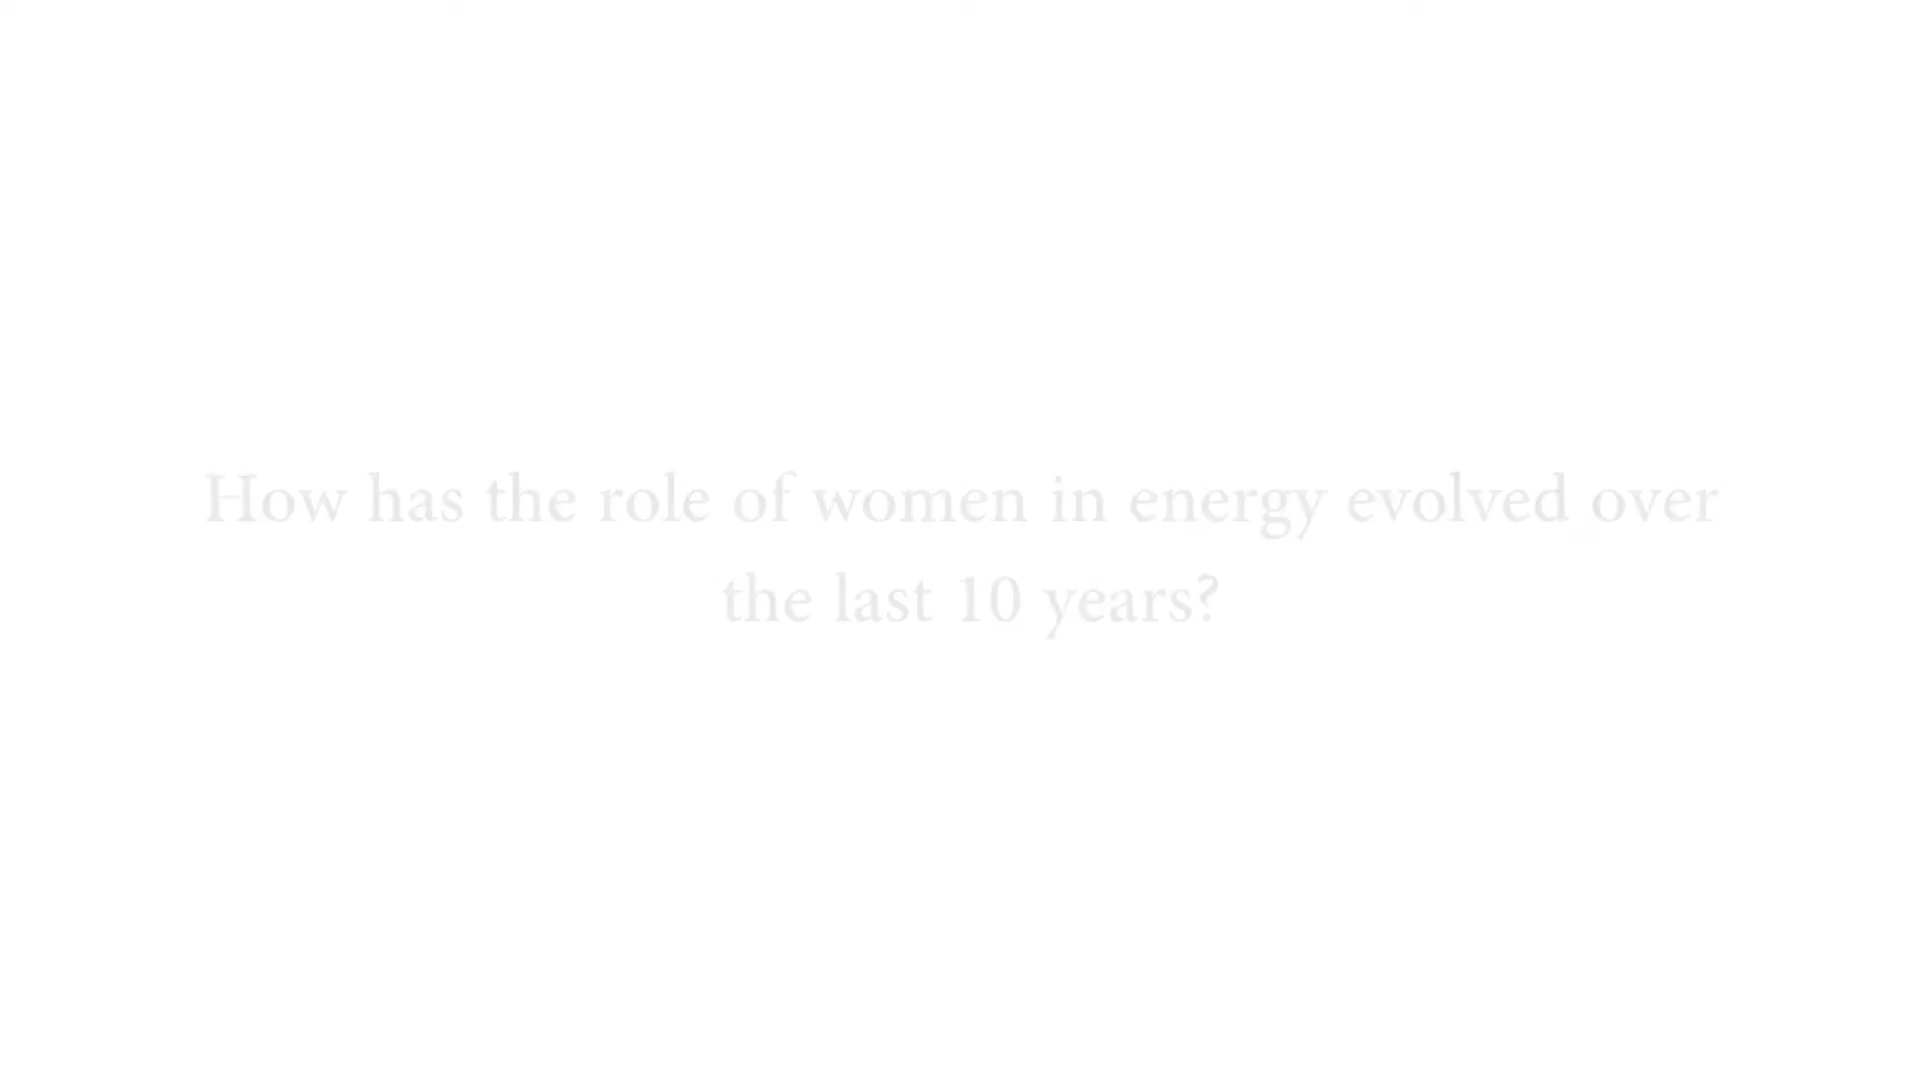 How has the role of women in energy evolved over
the last 10 years?